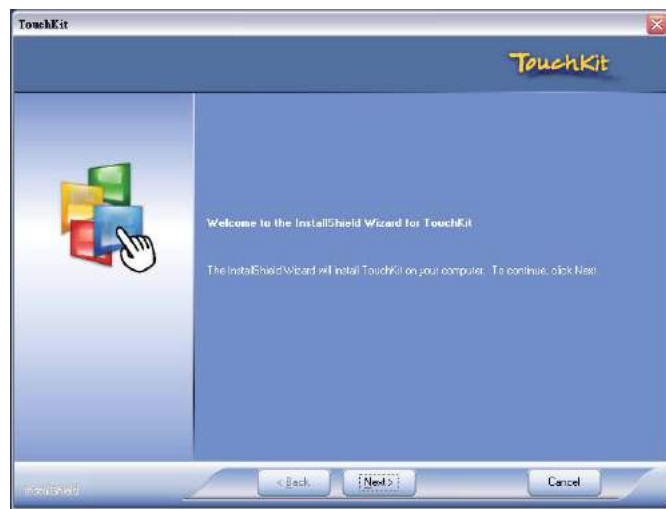 TouchKit
TouchKit
Welcome to the InstallShield Wizard for TouchKit
The InstallShield Wizard will install TouchKit on your computer. To continue, click Next.
InstallShield
< Back
Next >
Cancel